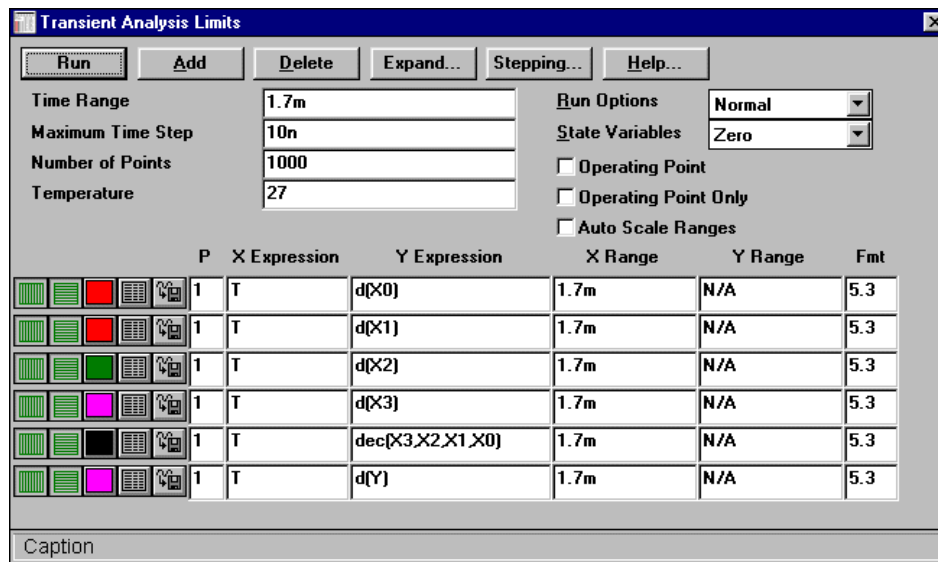 Transient Analysis Limits
Run Add Delete Expand... Stepping... Help...
Time Range 1.7m Run Options Normal
Maximum Time Step 10n State Variables Zero
Number of Points 1000 Operating Point
Temperature 27 Operating Point Only
Auto Scale Ranges
P X Expression Y Expression X Range Y Range Fmt
1 T d(X0) 1.7m N/A 5.3
1 T d(X1) 1.7m N/A 5.3
1 T d(X2) 1.7m N/A 5.3
1 T d(X3) 1.7m N/A 5.3
1 T dec(X3,X2,X1,X0) 1.7m N/A 5.3
1 T d(Y) 1.7m N/A 5.3
Caption